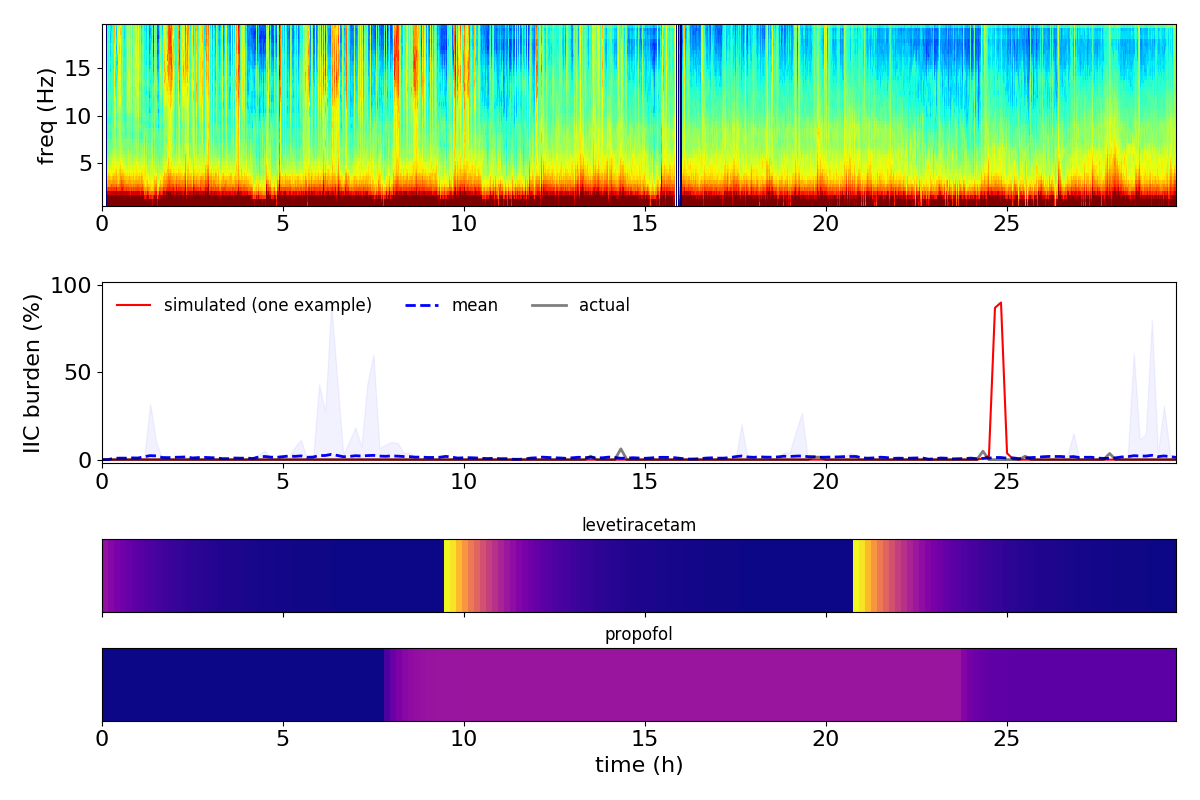 freq (Hz)
15
10
5
0 5 10 15 20 25
IIC burden (%)
100
50
0
simulated (one example) mean actual
0 5 10 15 20 25
levetiracetam
propofol
0 5 10 15 20 25
time (h)